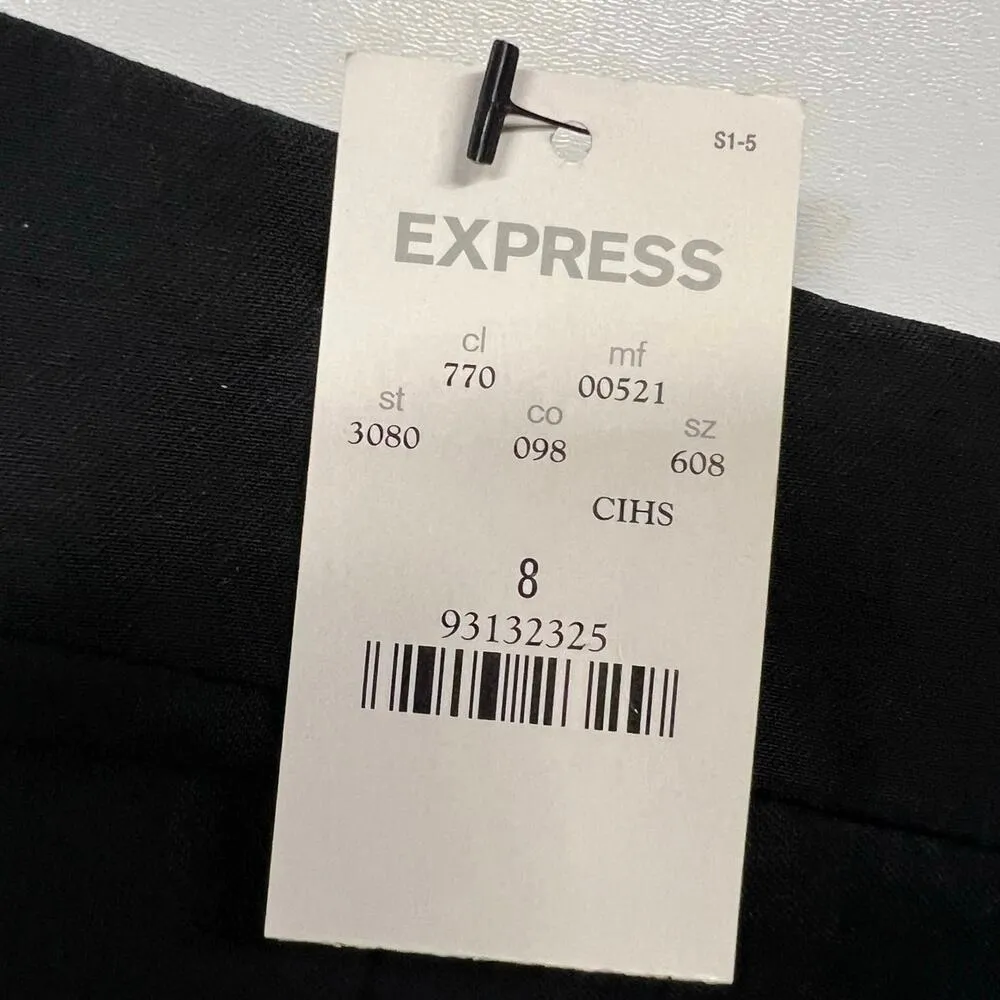 S1-5
EXPRESS
cl mf
770 00521
st co sz
3080 098 608
CIHS
8
93132325